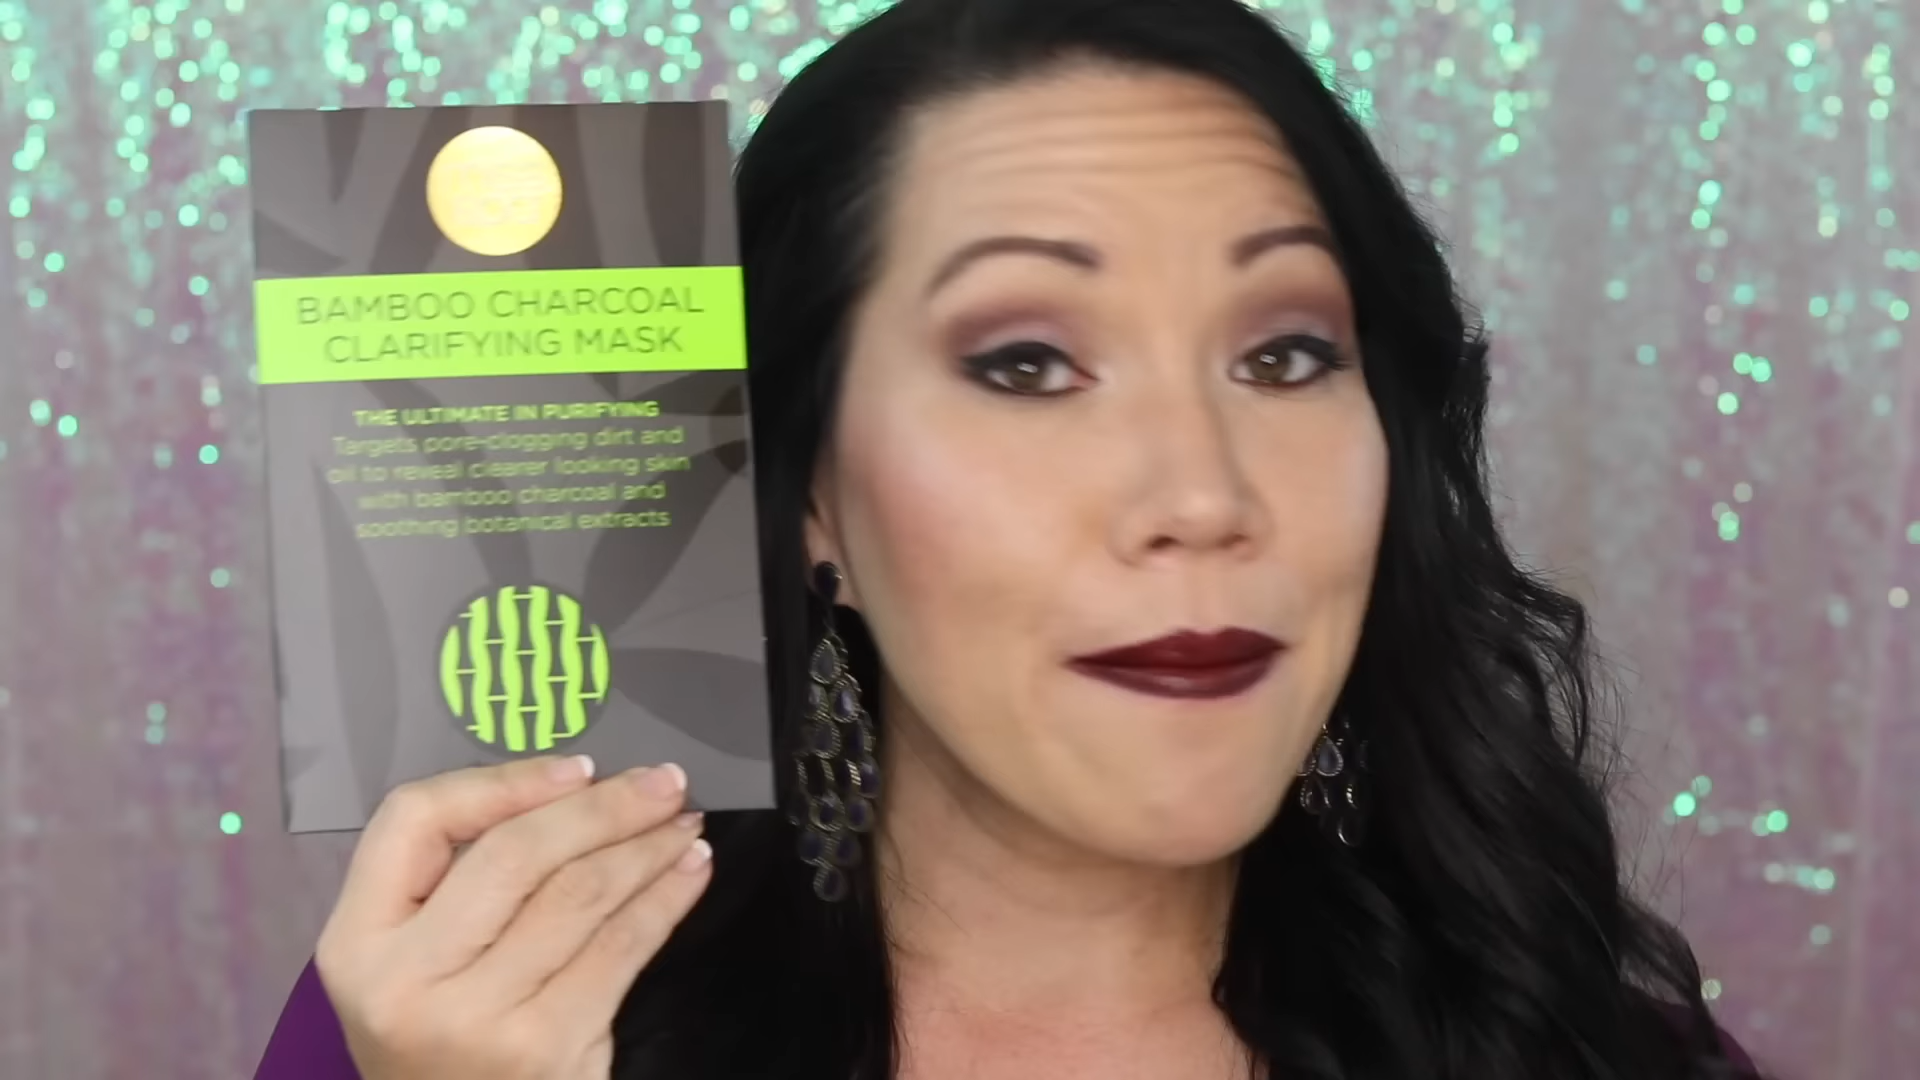 BAMBOO CHARCOAL
CLARIFYING MASK
THE ULTIMATE IN PURIFYING
Targets pore-clogging dirt and
oil to reveal clearer looking skin
with bamboo charcoal and
soothing botanical extracts